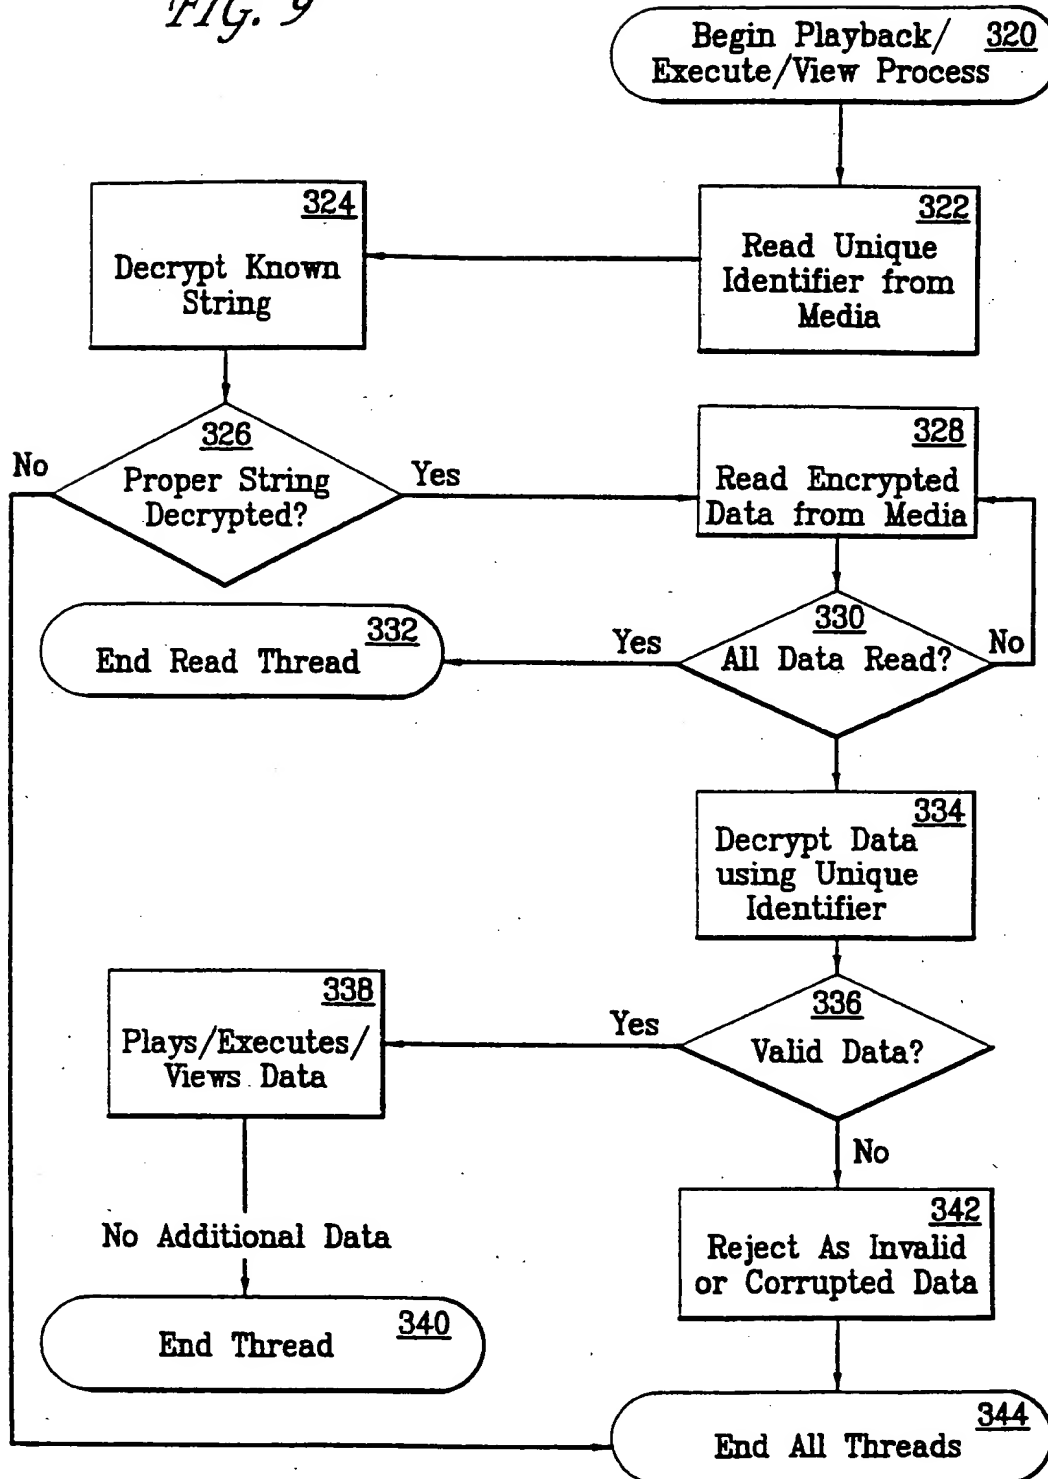 FIG. 9
Begin Playback/ 320
Execute/View Process
324
Decrypt Known
String
322
Read Unique
Identifier from
Media
326
Proper String
Decrypted?
No
Yes
328
Read Encrypted
Data from Media
330
All Data Read?
Yes
No
332
End Read Thread
334
Decrypt Data
using Unique
Identifier
336
Valid Data?
Yes
No
338
Plays/Executes/
Views Data
No Additional Data
340
End Thread
342
Reject As Invalid
or Corrupted Data
344
End All Threads